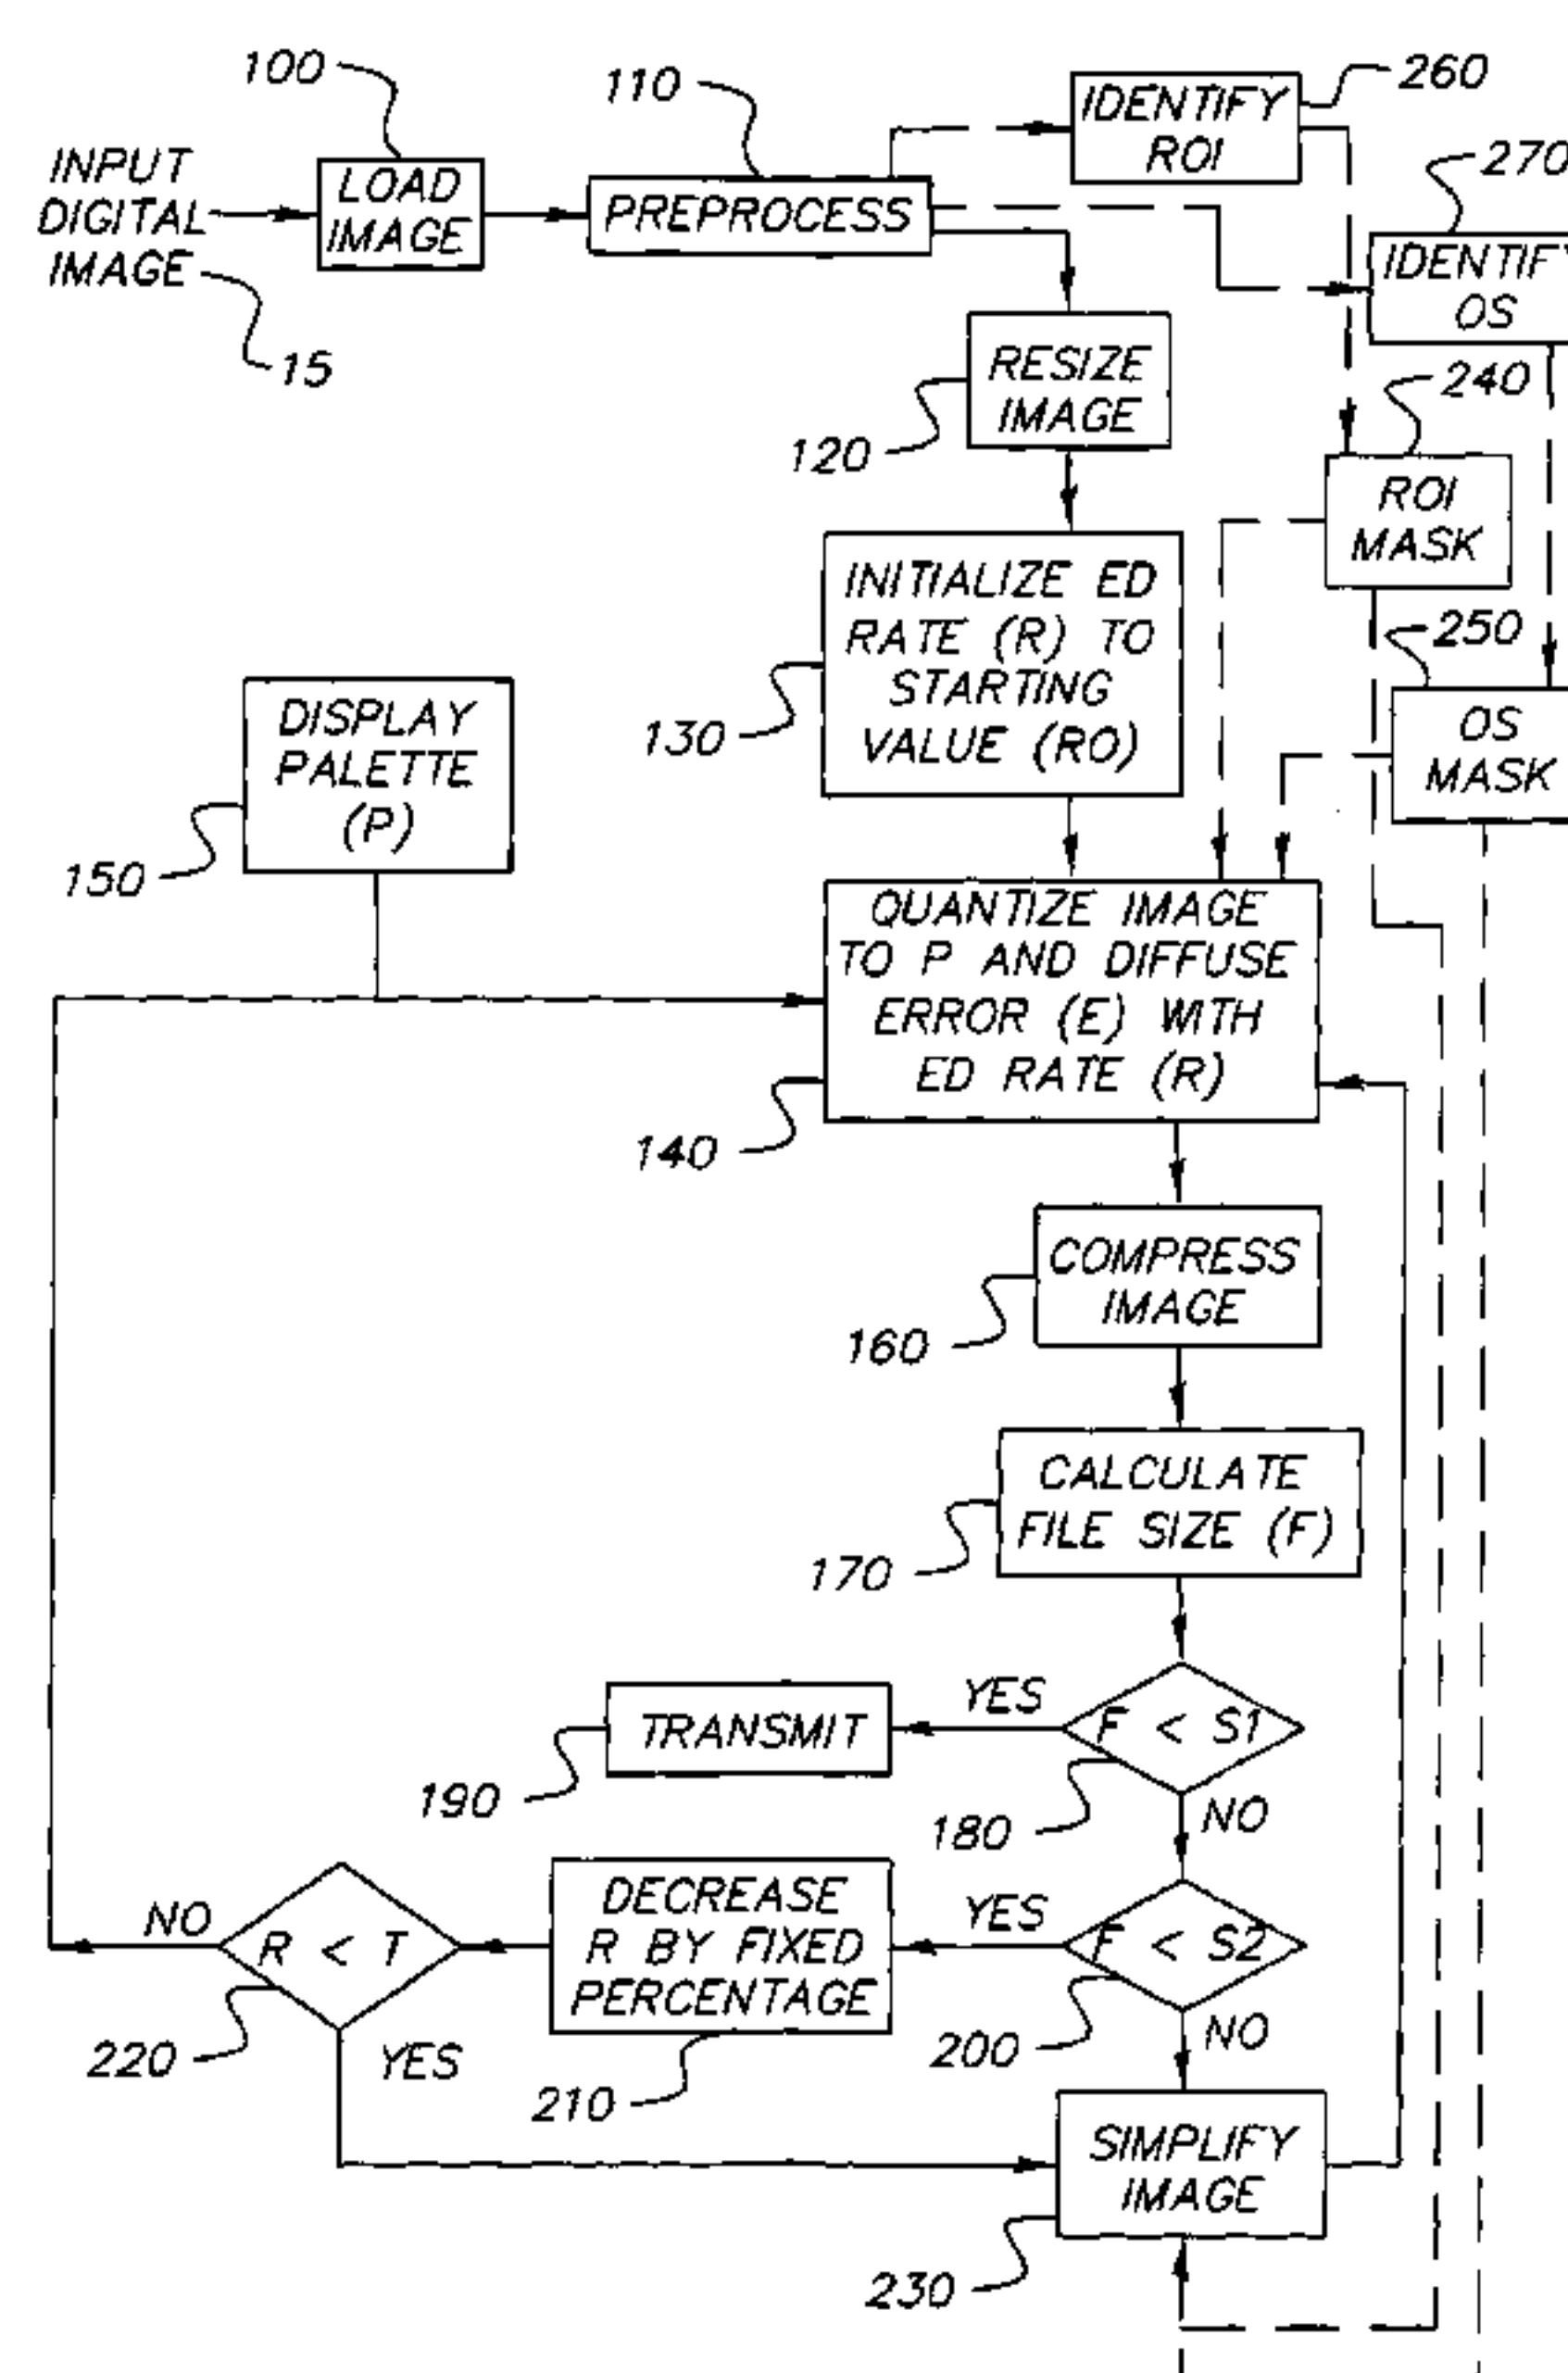 100
110
IDENTIFY
ROI
260
INPUT
DIGITAL
IMAGE
15
LOAD
IMAGE
PREPROCESS
270
IDENTIFY
OS
RESIZE
IMAGE
120
240
ROI
MASK
INITIALIZE ED
RATE (R) TO
STARTING
VALUE (RO)
130
250
OS
MASK
DISPLAY
PALETTE
(P)
150
QUANTIZE IMAGE
TO P AND DIFFUSE
ERROR (E) WITH
ED RATE (R)
140
COMPRESS
IMAGE
160
CALCULATE
FILE SIZE (F)
170
F < S1
YES
TRANSMIT
190
180
NO
F < S2
YES
DECREASE
R BY FIXED
PERCENTAGE
NO
R < T
220
YES
210
200
NO
SIMPLIFY
IMAGE
230